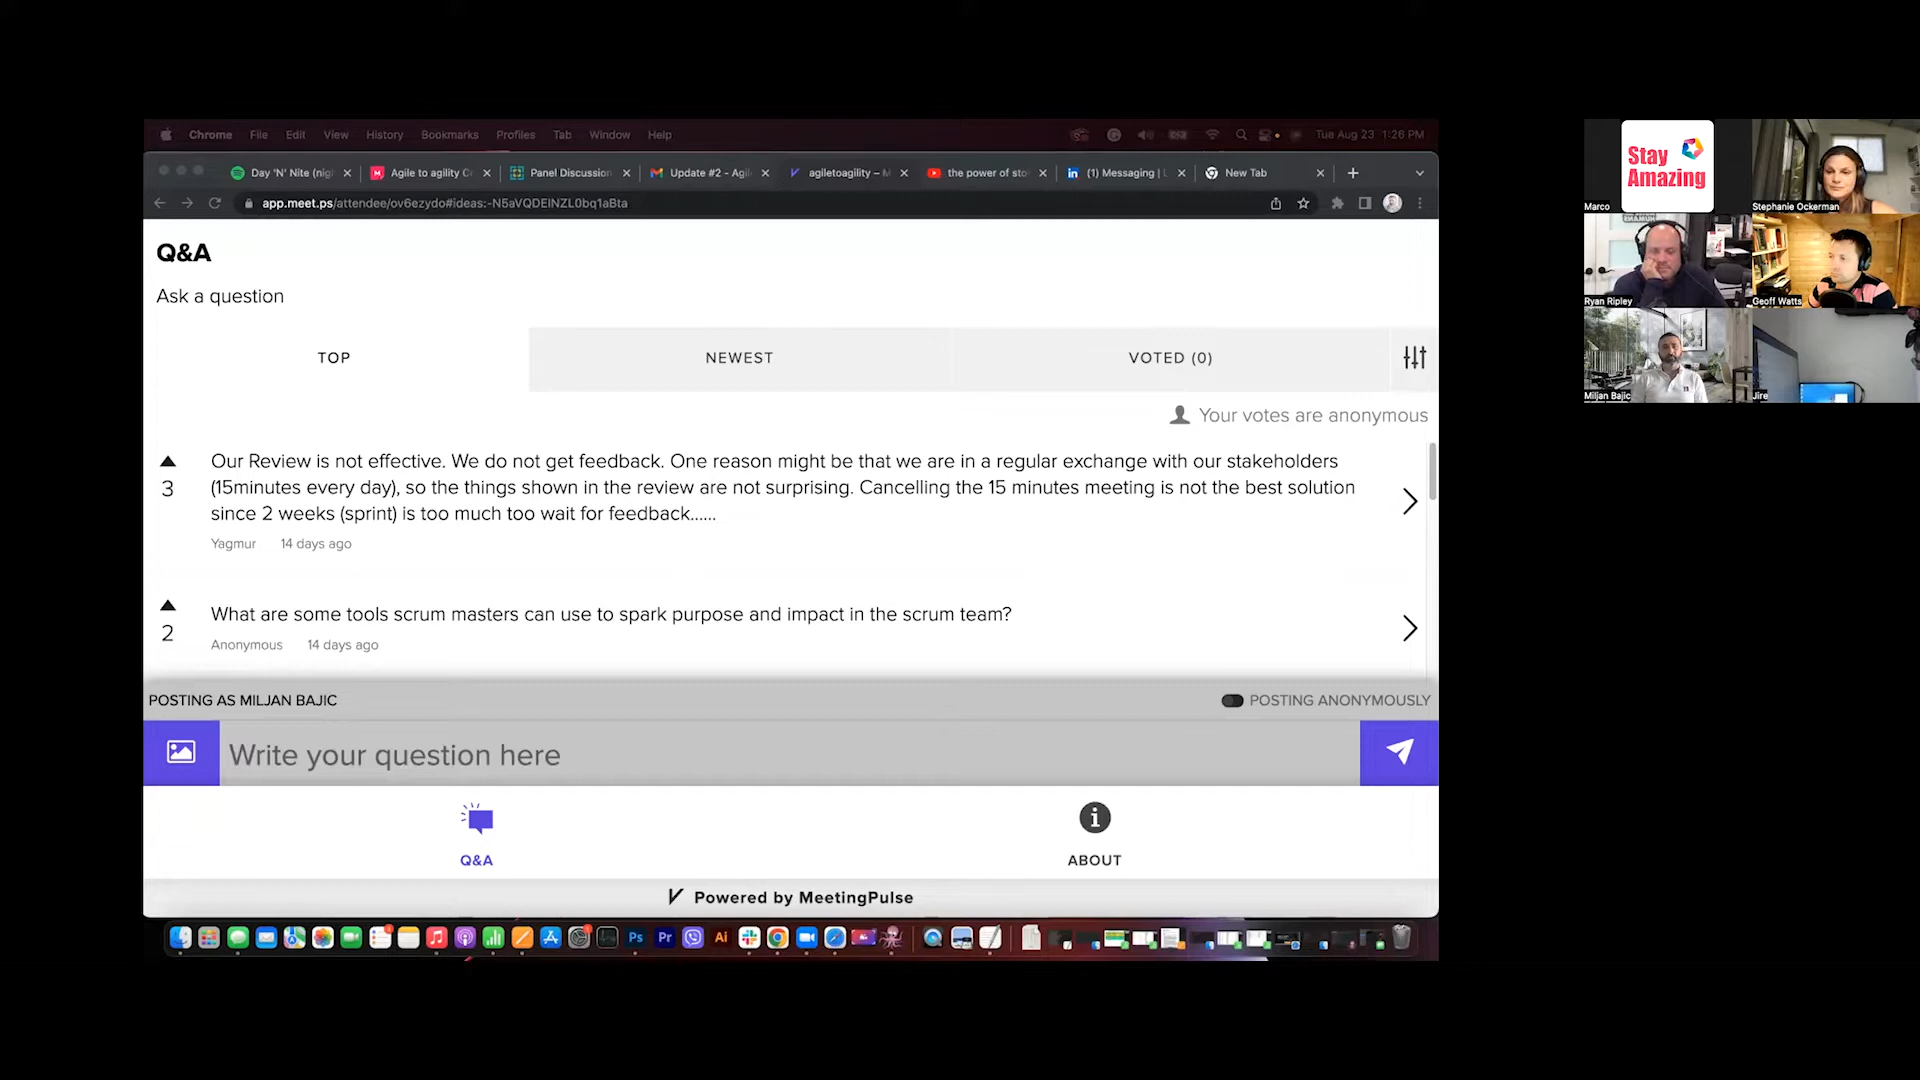 Chrome File Edit View History Bookmarks Profiles Tab Window Help
Tue Aug 23 1:26 PM
Day 'N' Nite (nig
Agile to agility C
Panel Discussion
Update #2 - Agil
agiletoagility – M
the power of sto
(1) Messaging | L
New Tab
app.meet.ps/attendee/ov6ezydo#ideas:-N5aVQDEINZL0bq1aBta
Q&A
Ask a question
TOP
NEWEST
VOTED (0)
Your votes are anonymous
3
Our Review is not effective. We do not get feedback. One reason might be that we are in a regular exchange with our stakeholders
(15minutes every day), so the things shown in the review are not surprising. Cancelling the 15 minutes meeting is not the best solution
since 2 weeks (sprint) is too much too wait for feedback......
Yagmur 14 days ago
2
What are some tools scrum masters can use to spark purpose and impact in the scrum team?
Anonymous 14 days ago
POSTING AS MILJAN BAJIC
POSTING ANONYMOUSLY
Write your question here
Q&A
ABOUT
Powered by MeetingPulse
Ps
Pr
Ai
Stay
Amazing
Marco
Stephanie Ockerman
Ryan Ripley
Geoff Watts
Miljan Bajic
Jire